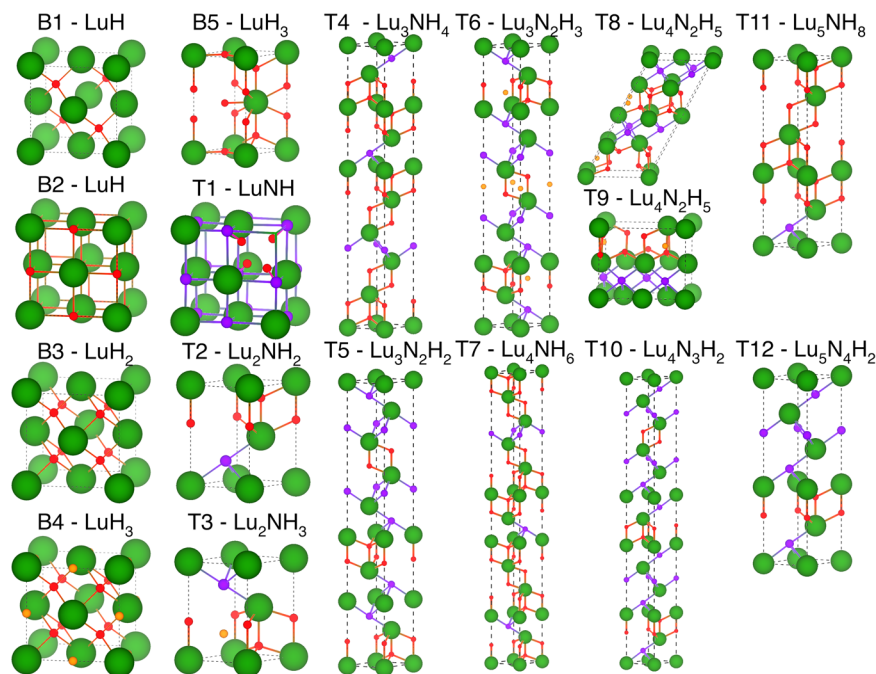 B1 - LuH
B5 - LuH₃
T4 - Lu₃NH₄
T6 - Lu₃N₂H₃
T8 - Lu₄N₂H₅
T11 - Lu₅NH₈
B2 - LuH
T1 - LuNH
T9 - Lu₄N₂H₅
B3 - LuH₂
T2 - Lu₂NH₂
T5 - Lu₃N₂H₂
T7 - Lu₄NH₆
T10 - Lu₄N₃H₂
T12 - Lu₅N₄H₂
B4 - LuH₃
T3 - Lu₂NH₃